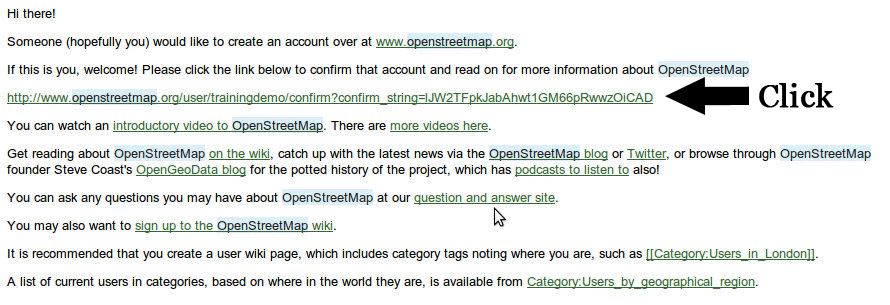 Hi there!
Someone (hopefully you) would like to create an account over at www.openstreetmap.org.
If this is you, welcome! Please click the link below to confirm that account and read on for more information about OpenStreetMap
http://www.openstreetmap.org/user/trainingdemo/confirm?confirm_string=lJW2TFpkJabAhwt1GM66pRwwzOiCAD
Click
You can watch an introductory video to OpenStreetMap. There are more videos here.
Get reading about OpenStreetMap on the wiki, catch up with the latest news via the OpenStreetMap blog or Twitter, or browse through OpenStreetMap
founder Steve Coast's OpenGeoData blog for the potted history of the project, which has podcasts to listen to also!
You can ask any questions you may have about OpenStreetMap at our question and answer site.
You may also want to sign up to the OpenStreetMap wiki.
It is recommended that you create a user wiki page, which includes category tags noting where you are, such as [[Category:Users_in_London]].
A list of current users in categories, based on where in the world they are, is available from Category:Users_by_geographical_region.